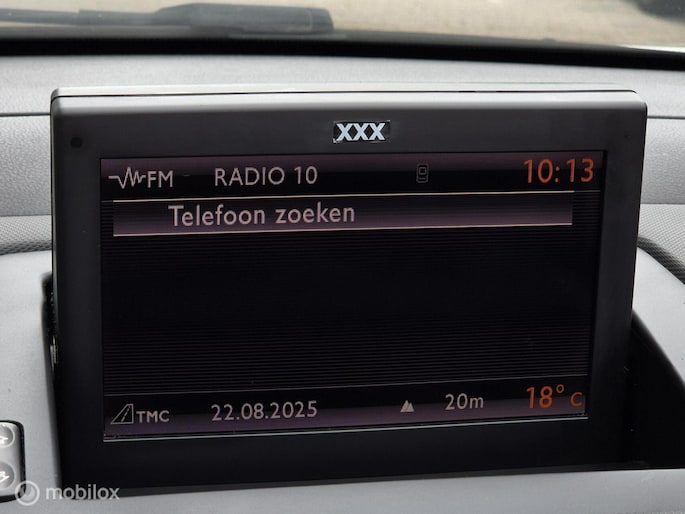 XXX
FM RADIO 10 10:13
Telefoon zoeken
TMC 22.08.2025 20m 18° C
mobilox